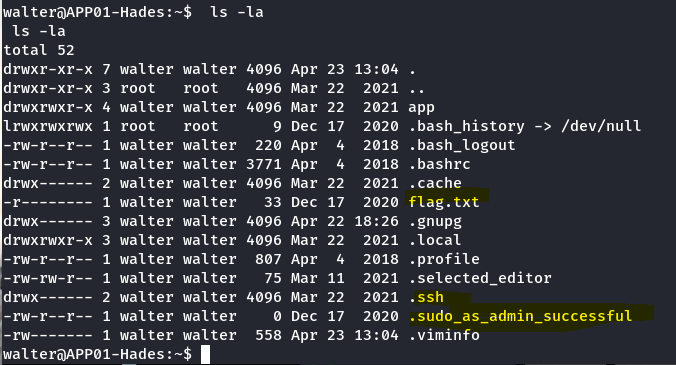 walter@APP01-Hades:~$  ls -la
 ls -la
total 52
drwxr-xr-x 7 walter walter 4096 Apr 23 13:04 .
drwxr-xr-x 3 root   root   4096 Mar 22  2021 ..
drwxrwxr-x 4 walter walter 4096 Mar 22  2021 app
lrwxrwxrwx 1 root   root      9 Dec 17  2020 .bash_history -> /dev/null
-rw-r--r-- 1 walter walter  220 Apr  4  2018 .bash_logout
-rw-r--r-- 1 walter walter 3771 Apr  4  2018 .bashrc
drwx------ 2 walter walter 4096 Mar 22  2021 .cache
-r-------- 1 walter walter   33 Dec 17  2020 flag.txt
drwx------ 3 walter walter 4096 Apr 22 18:26 .gnupg
drwxrwxr-x 3 walter walter 4096 Mar 22  2021 .local
-rw-r--r-- 1 walter walter  807 Apr  4  2018 .profile
-rw-rw-r-- 1 walter walter   75 Mar 11  2021 .selected_editor
drwx------ 2 walter walter 4096 Mar 22  2021 .ssh
-rw-r--r-- 1 walter walter    0 Dec 17  2020 .sudo_as_admin_successful
-rw------- 1 walter walter  558 Apr 23 13:04 .viminfo
walter@APP01-Hades:~$